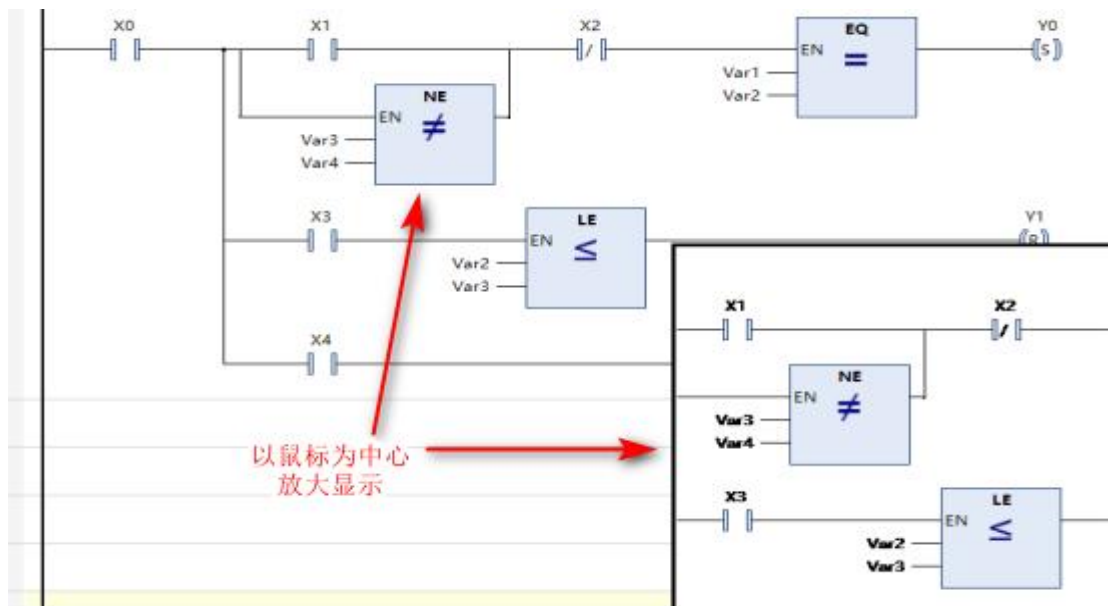 X0 X1 X2 Y0
EQ
EN =
/ S
Var1
Var2
NE
EN ≠
Var3
Var4
X3 Y1
LE
EN ≤
R
Var2
Var3
X4
以鼠标为中心
放大显示
X1 X2
/
NE
EN ≠
Var3
Var4
X3
LE
EN ≤
Var2
Var3